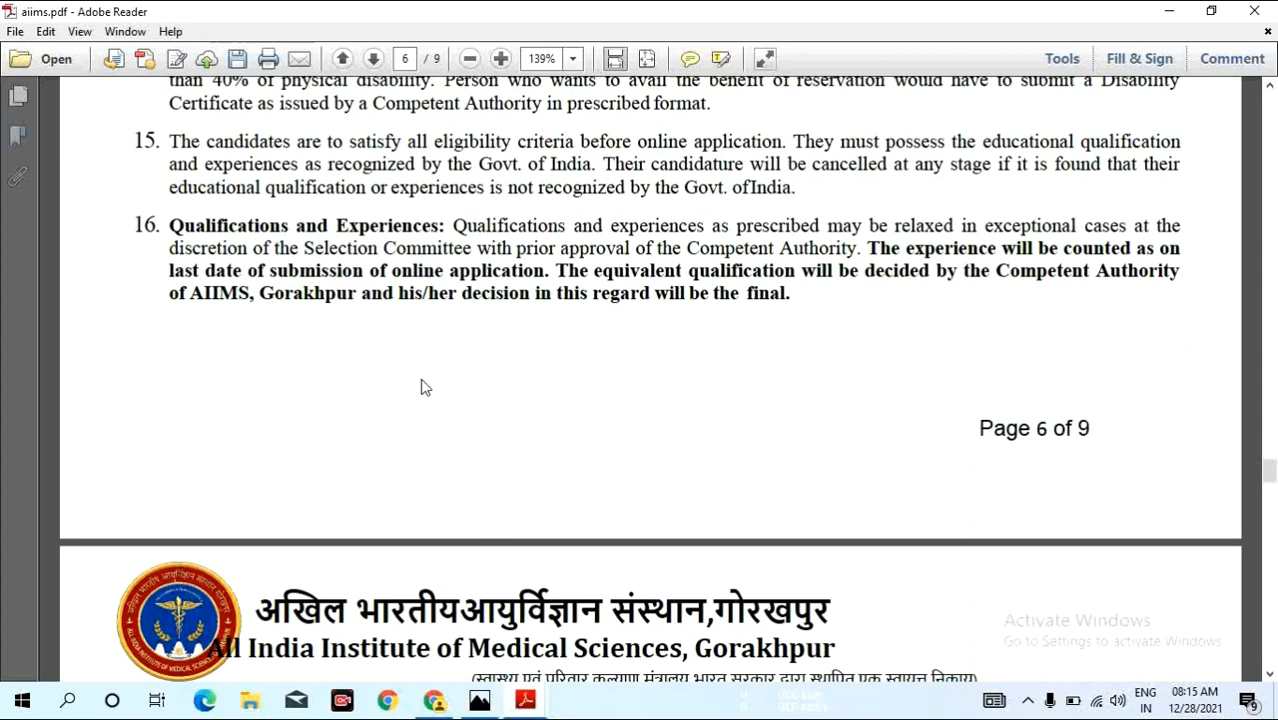 aiims.pdf - Adobe Reader
File Edit View Window Help
Open 6 / 9 139% Tools Fill & Sign Comment
than 40% of physical disability. Person who wants to avail the benefit of reservation would have to submit a Disability
Certificate as issued by a Competent Authority in prescribed format.
15. The candidates are to satisfy all eligibility criteria before online application. They must possess the educational qualification
and experiences as recognized by the Govt. of India. Their candidature will be cancelled at any stage if it is found that their
educational qualification or experiences is not recognized by the Govt. of India.
16. Qualifications and Experiences: Qualifications and experiences as prescribed may be relaxed in exceptional cases at the
discretion of the Selection Committee with prior approval of the Competent Authority. The experience will be counted as on
last date of submission of online application. The equivalent qualification will be decided by the Competent Authority
of AIIMS, Gorakhpur and his/her decision in this regard will be the final.
Page 6 of 9
अखिल भारतीयआयुर्विज्ञान संस्थान,गोरखपुर
All India Institute of Medical Sciences, Gorakhpur
(स्वास्थ्य एवं परिवार कल्याण मंत्रालय भारत सरकार द्वारा स्थापित एक स्वायत्त निकाय)
Activate Windows
Go to Settings to activate Windows.
ENG 08:15 AM
IN 12/28/2021 9